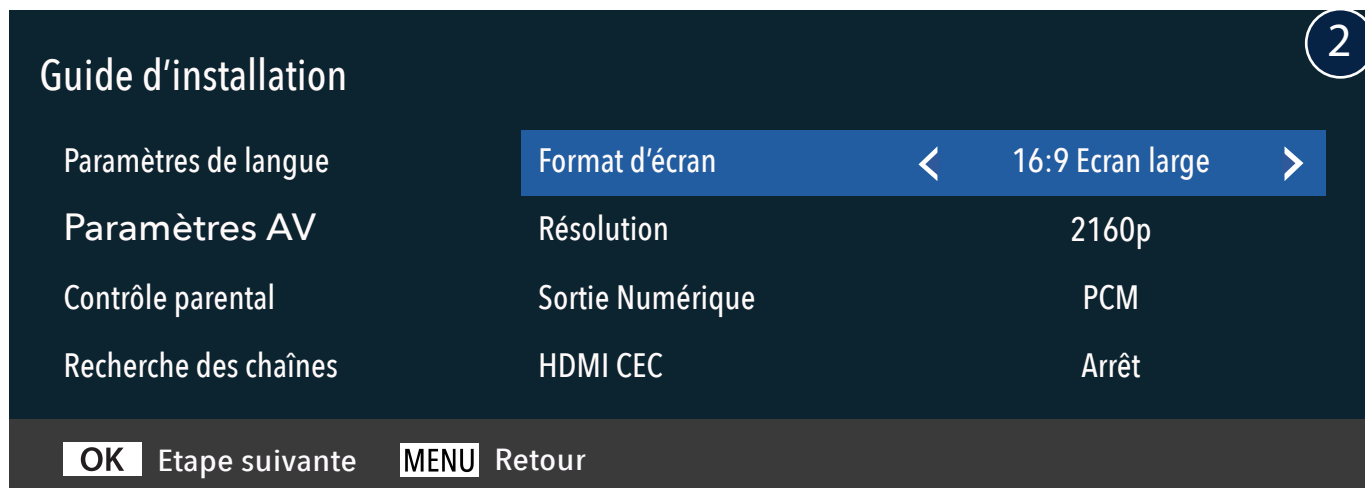 2
Guide d’installation
Paramètres de langue Format d’écran < 16:9 Ecran large >
Paramètres AV Résolution 2160p
Contrôle parental Sortie Numérique PCM
Recherche des chaînes HDMI CEC Arrêt
OK Etape suivante MENU Retour